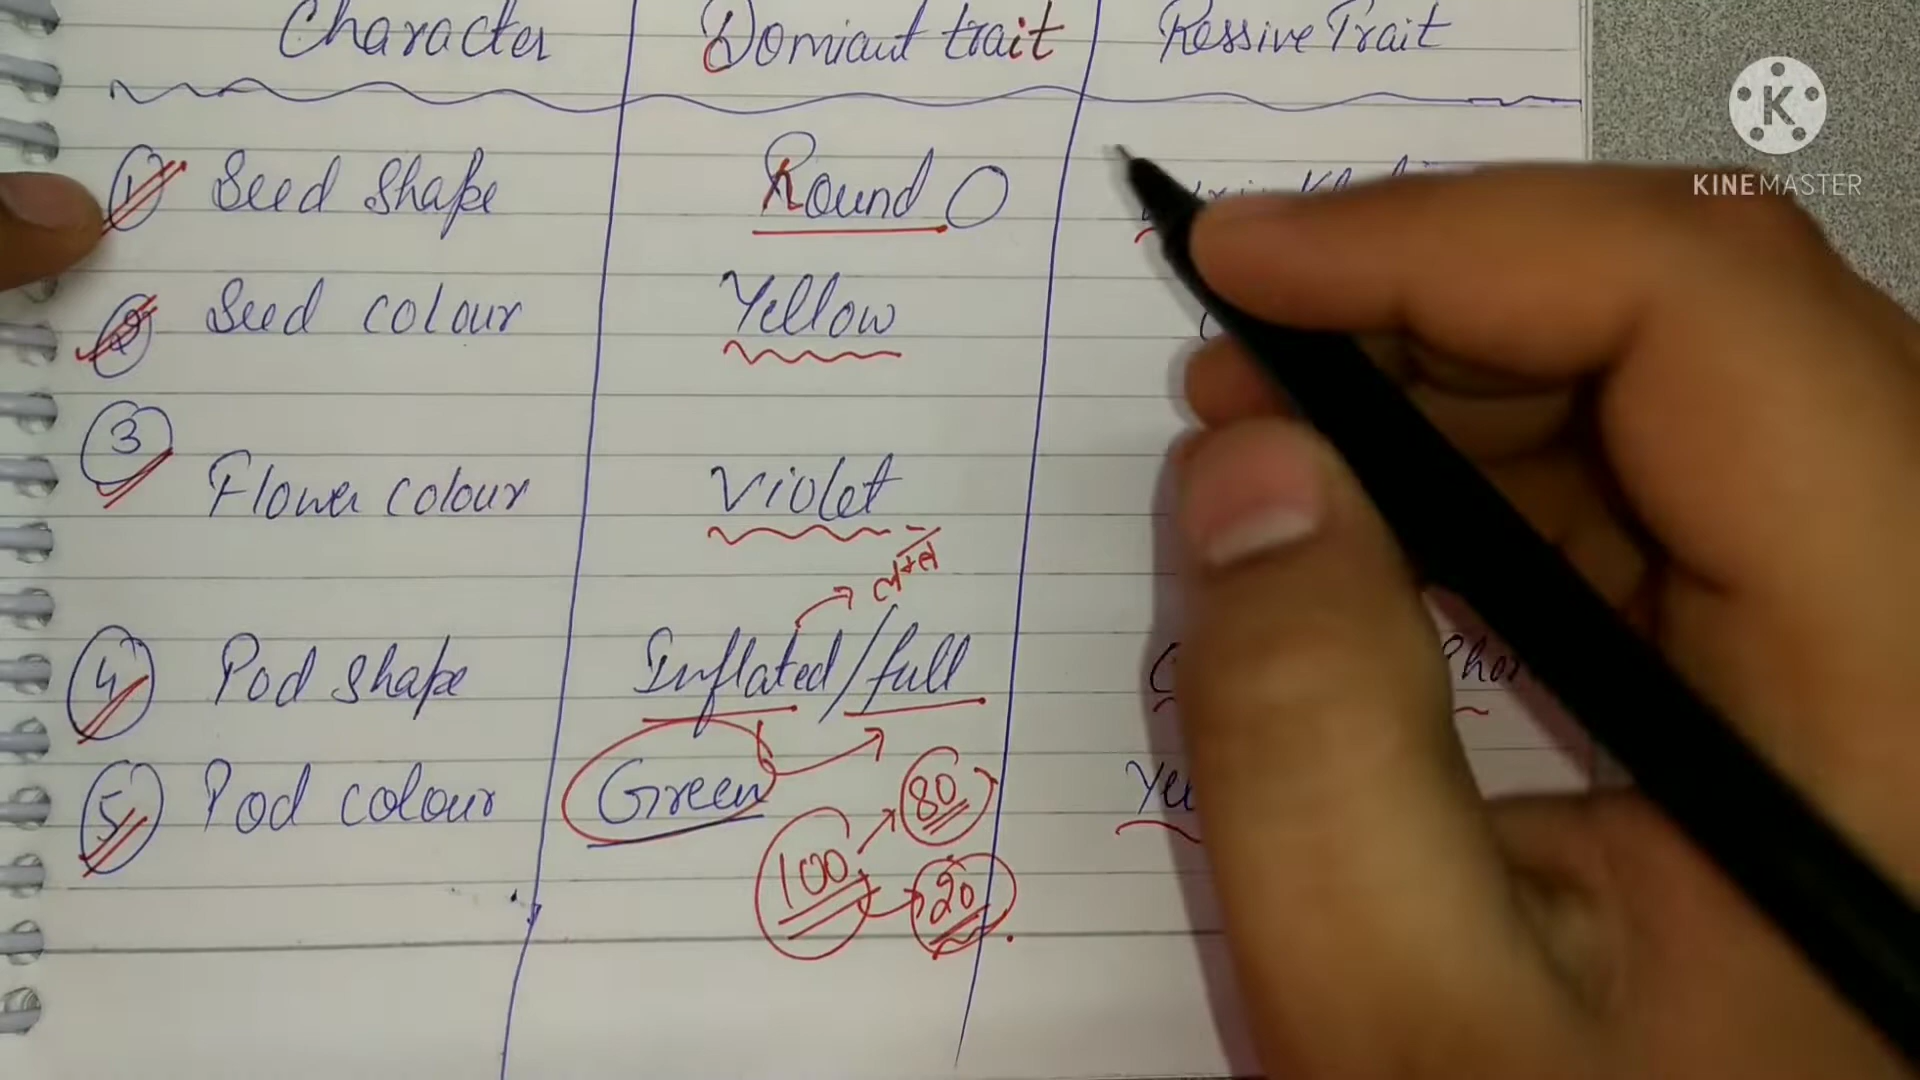 Character Domiant trait Ressive Trait
① Seed Shape Round
② Seed colour Yellow
③ Flower colour Violet
④ Pod Shape Inflated/full
⑤ Pod colour Green
80
100
20
KINEMASTER